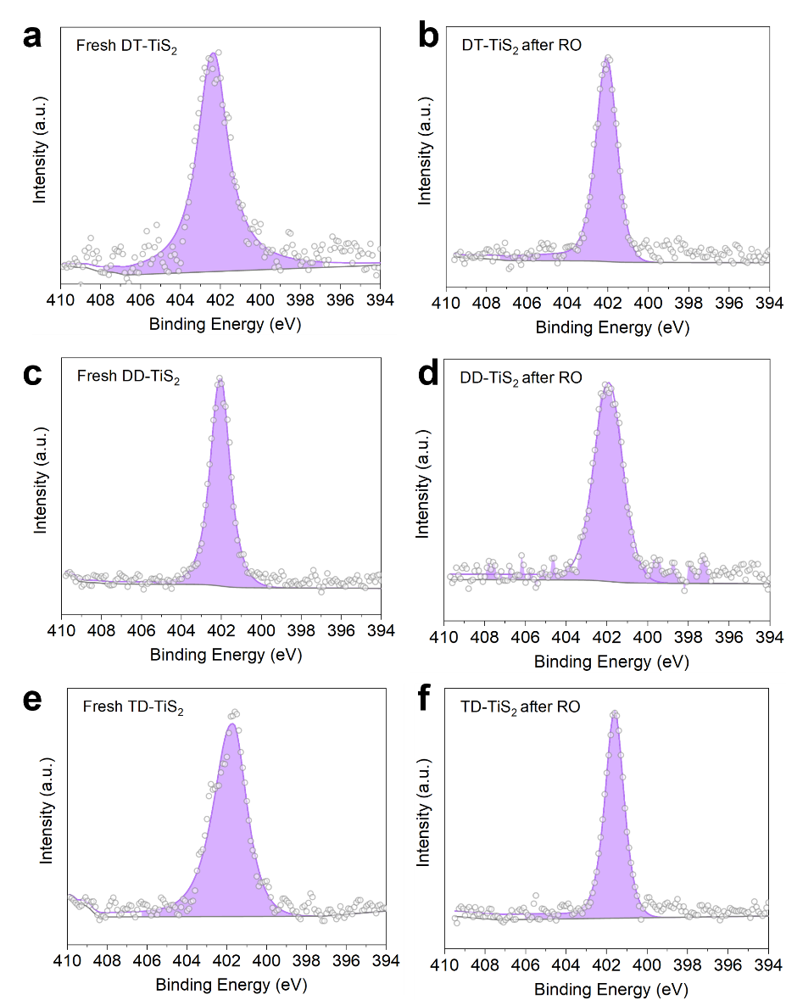 a
Fresh DT-TiS₂
Intensity (a.u.)
410 408 406 404 402 400 398 396 394
Binding Energy (eV)
b
DT-TiS₂ after RO
Intensity (a.u.)
410 408 406 404 402 400 398 396 394
Binding Energy (eV)
c
Fresh DD-TiS₂
Intensity (a.u.)
410 408 406 404 402 400 398 396 394
Binding Energy (eV)
d
DD-TiS₂ after RO
Intensity (a.u.)
410 408 406 404 402 400 398 396 394
Binding Energy (eV)
e
Fresh TD-TiS₂
Intensity (a.u.)
410 408 406 404 402 400 398 396 394
Binding Energy (eV)
f
TD-TiS₂ after RO
Intensity (a.u.)
410 408 406 404 402 400 398 396 394
Binding Energy (eV)